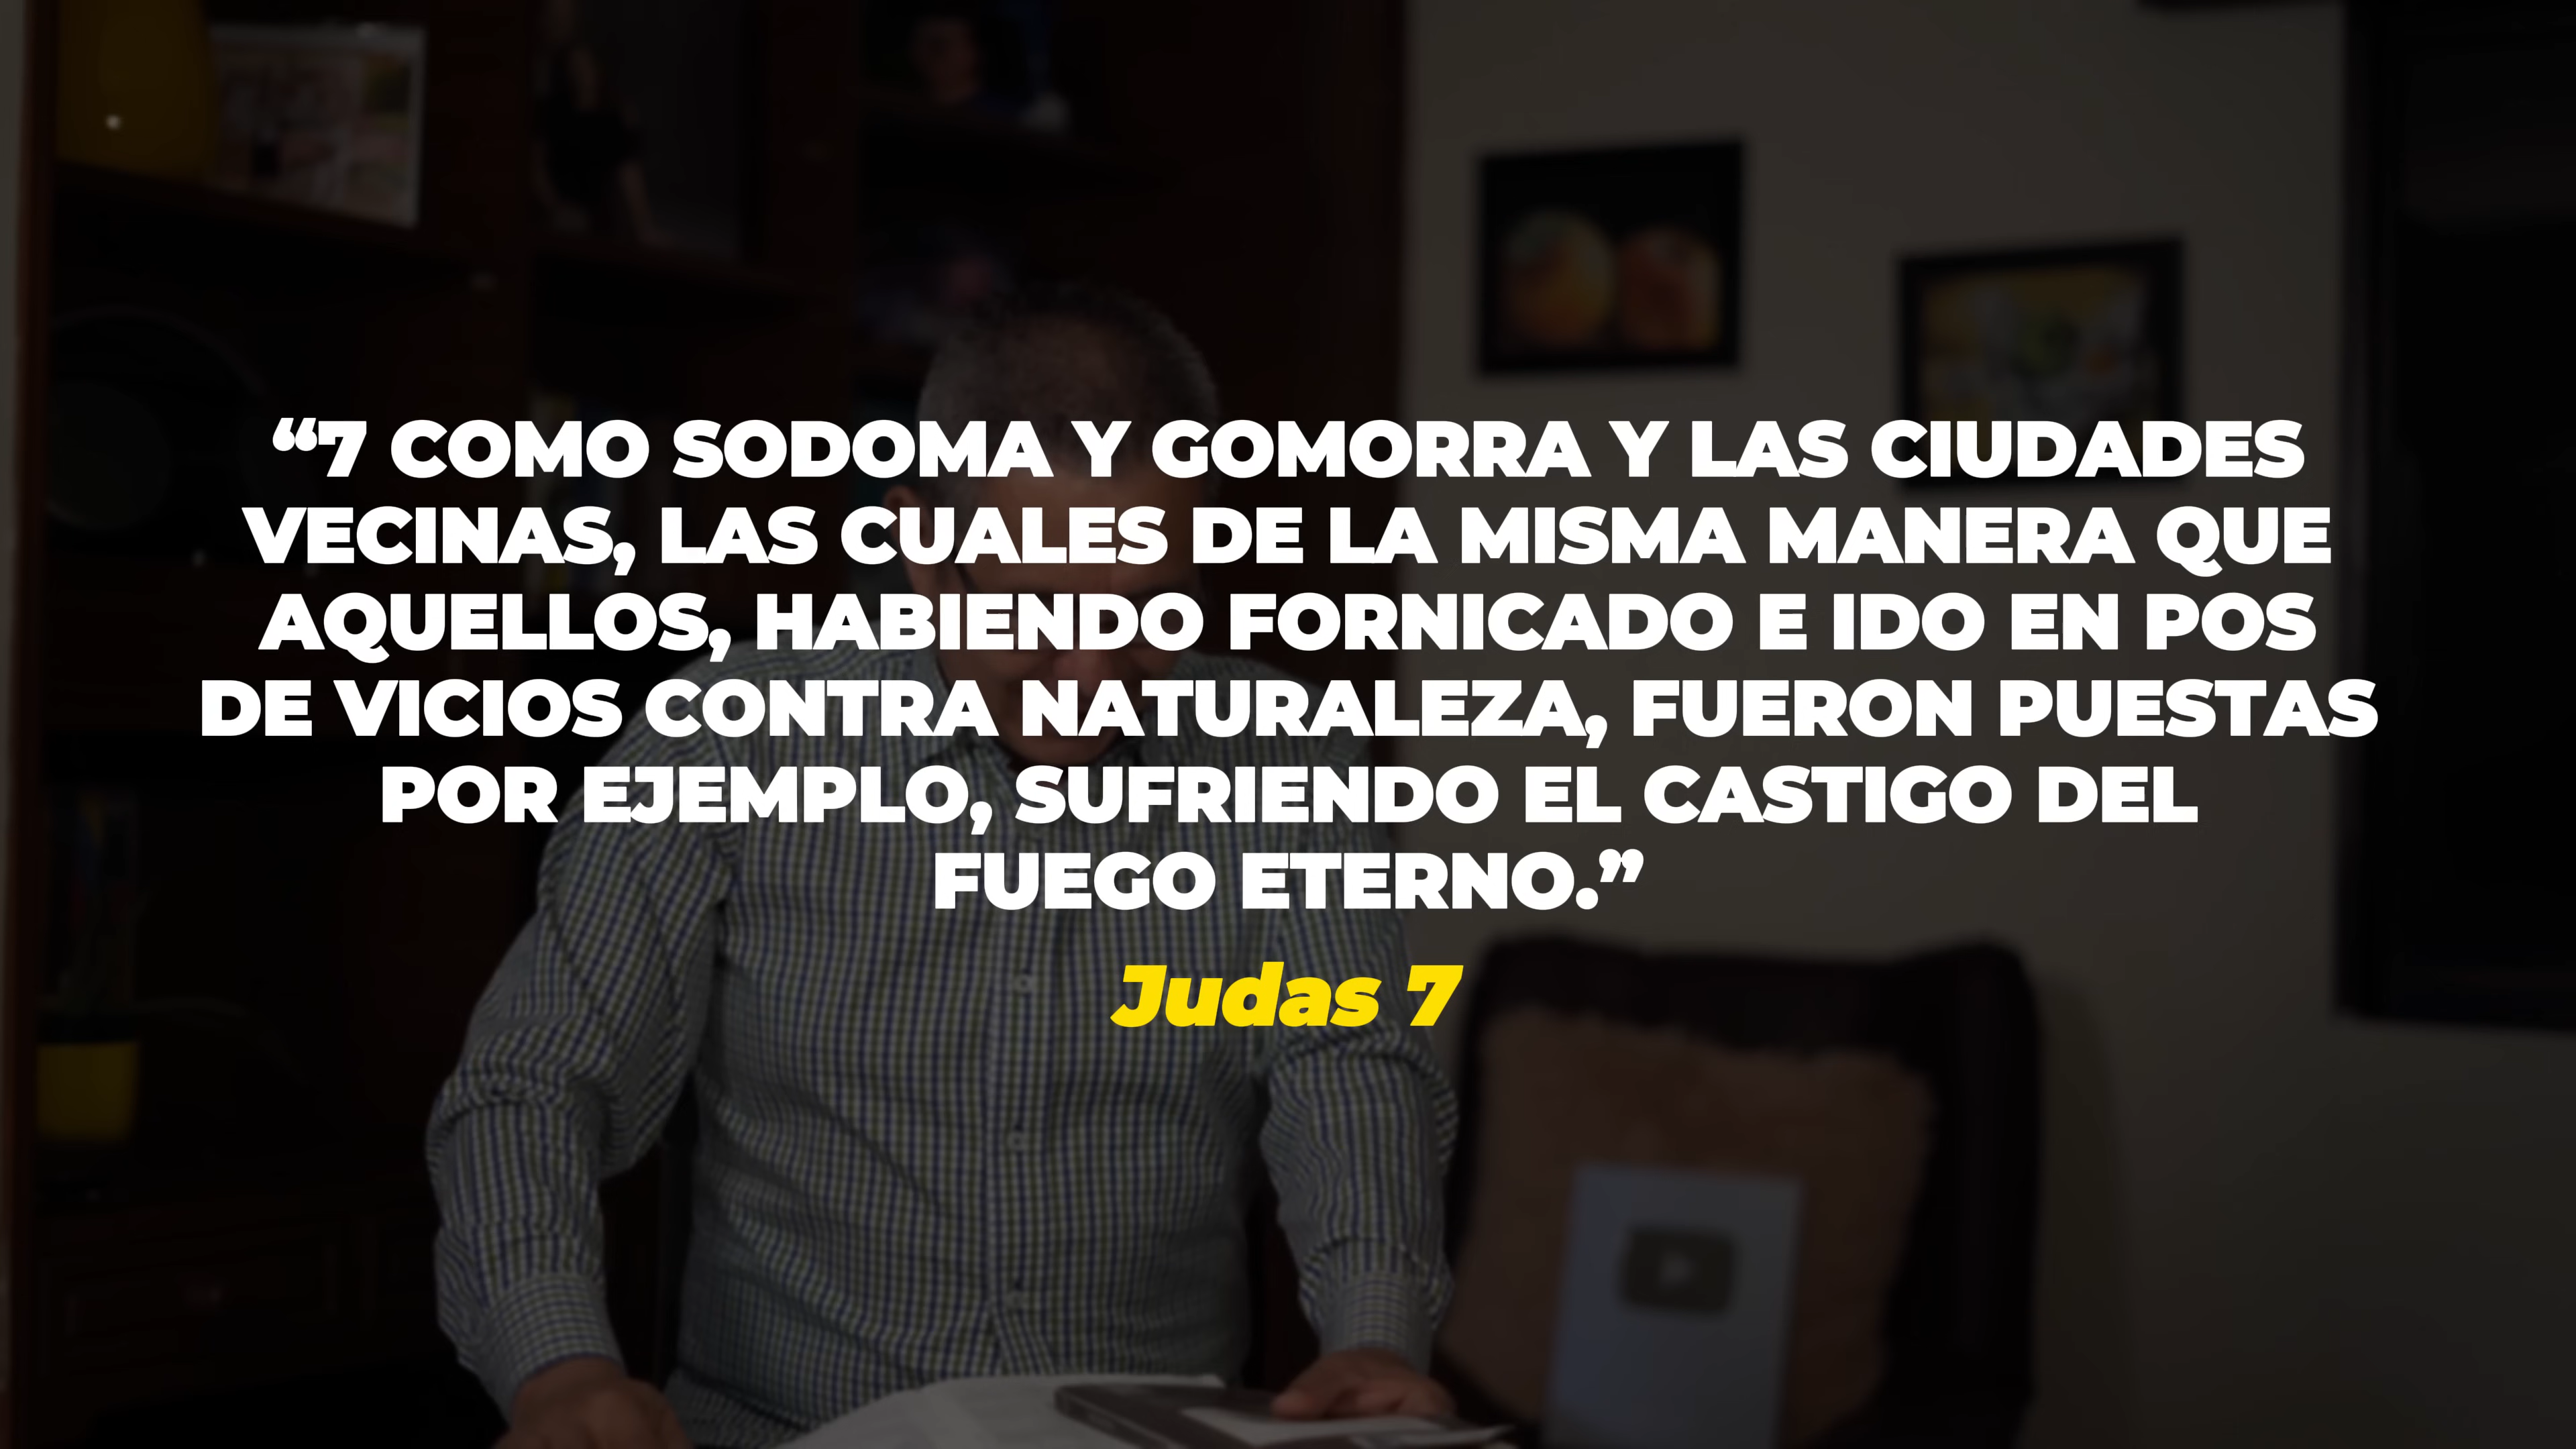 “7 COMO SODOMA Y GOMORRA Y LAS CIUDADES
VECINAS, LAS CUALES DE LA MISMA MANERA QUE
AQUELLOS, HABIENDO FORNICADO E IDO EN POS
DE VICIOS CONTRA NATURALEZA, FUERON PUESTAS
POR EJEMPLO, SUFRIENDO EL CASTIGO DEL
FUEGO ETERNO.”
Judas 7